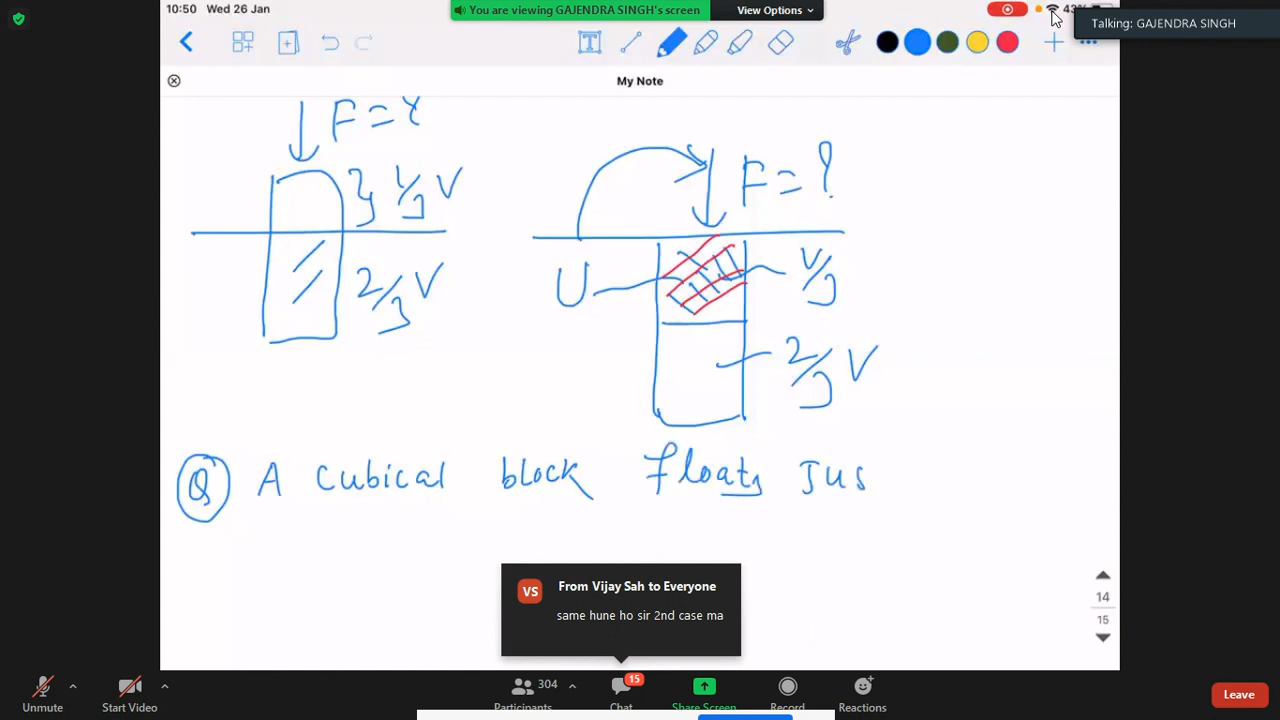 10:50 Wed 26 Jan
You are viewing GAJENDRA SINGH's screen
View Options
43%
Talking: GAJENDRA SINGH
T
My Note
F = ?
1/3 V
2/3 V
F = ?
U
V/3
2/3 V
Q A cubical block floats Jus
14
15
VS
From Vijay Sah to Everyone
same hune ho sir 2nd case ma
Unmute
Start Video
304
Participants
15
Chat
Share Screen
Record
Reactions
Leave